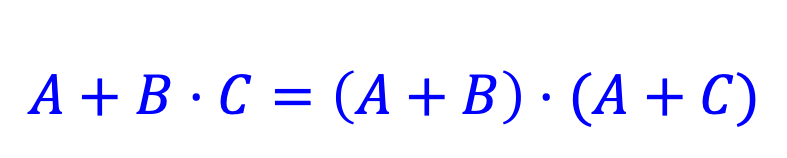 A + B · C = (A + B) · (A + C)